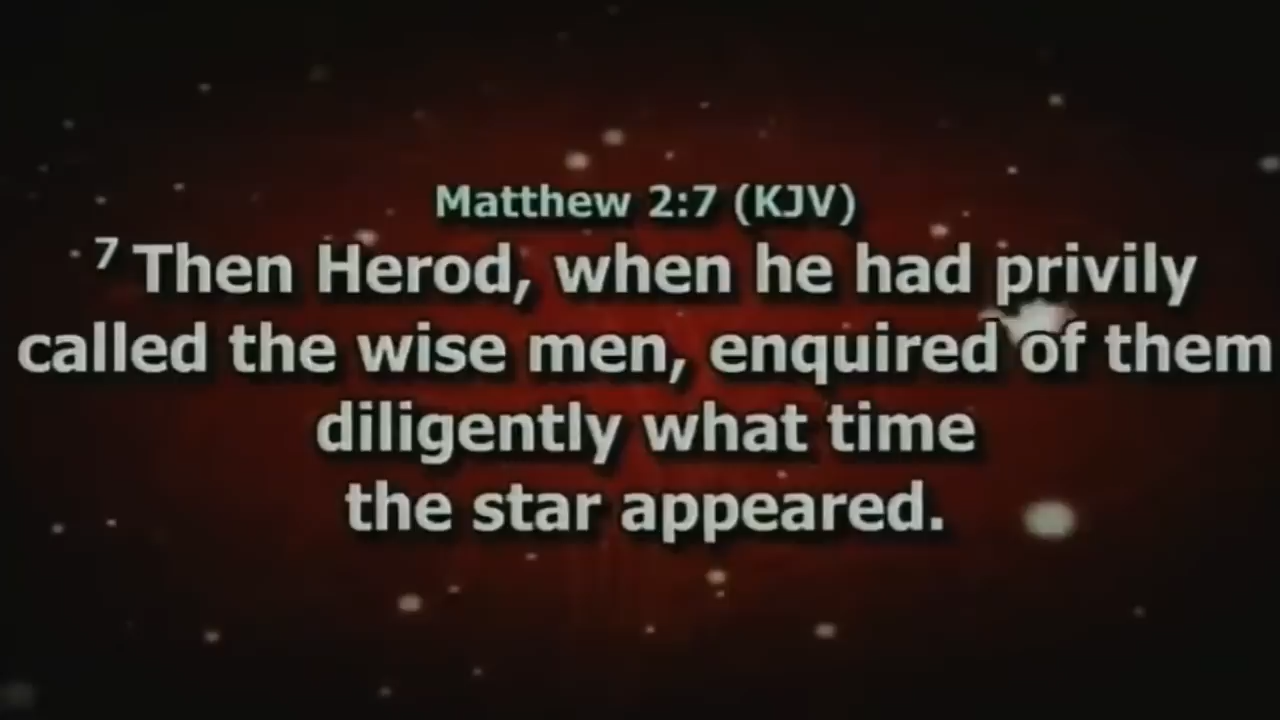 Matthew 2:7 (KJV)
7 Then Herod, when he had privily
called the wise men, enquired of them
diligently what time
the star appeared.